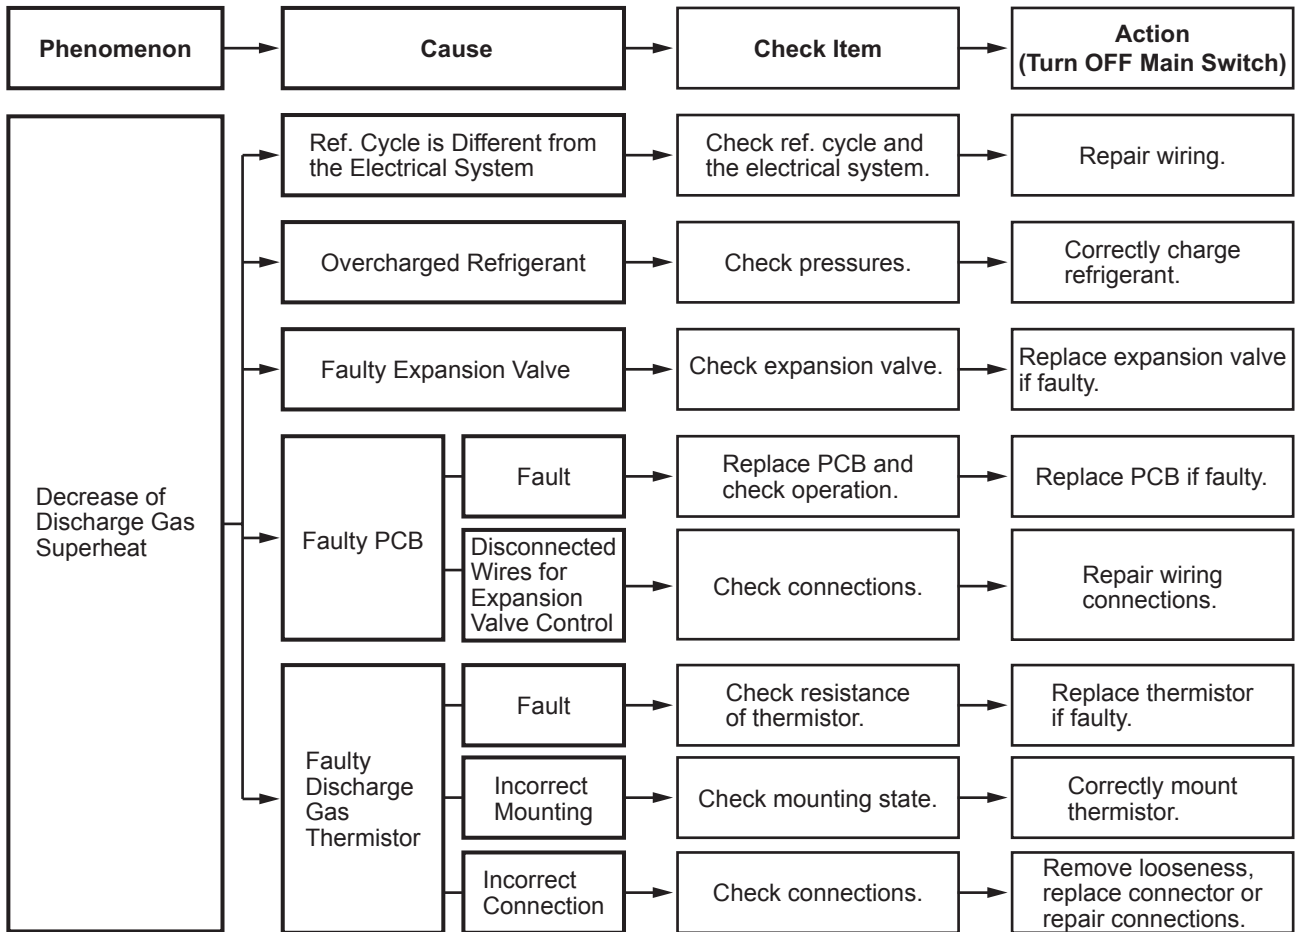 Phenomenon
Cause
Check Item
Action
(Turn OFF Main Switch)
Decrease of
Discharge Gas
Superheat
Ref. Cycle is Different from
the Electrical System
Check ref. cycle and
the electrical system.
Repair wiring.
Overcharged Refrigerant
Check pressures.
Correctly charge
refrigerant.
Faulty Expansion Valve
Check expansion valve.
Replace expansion valve
if faulty.
Faulty PCB
Fault
Replace PCB and
check operation.
Replace PCB if faulty.
Disconnected
Wires for
Expansion
Valve Control
Check connections.
Repair wiring
connections.
Faulty
Discharge
Gas
Thermistor
Fault
Check resistance
of thermistor.
Replace thermistor
if faulty.
Incorrect
Mounting
Check mounting state.
Correctly mount
thermistor.
Incorrect
Connection
Check connections.
Remove looseness,
replace connector or
repair connections.